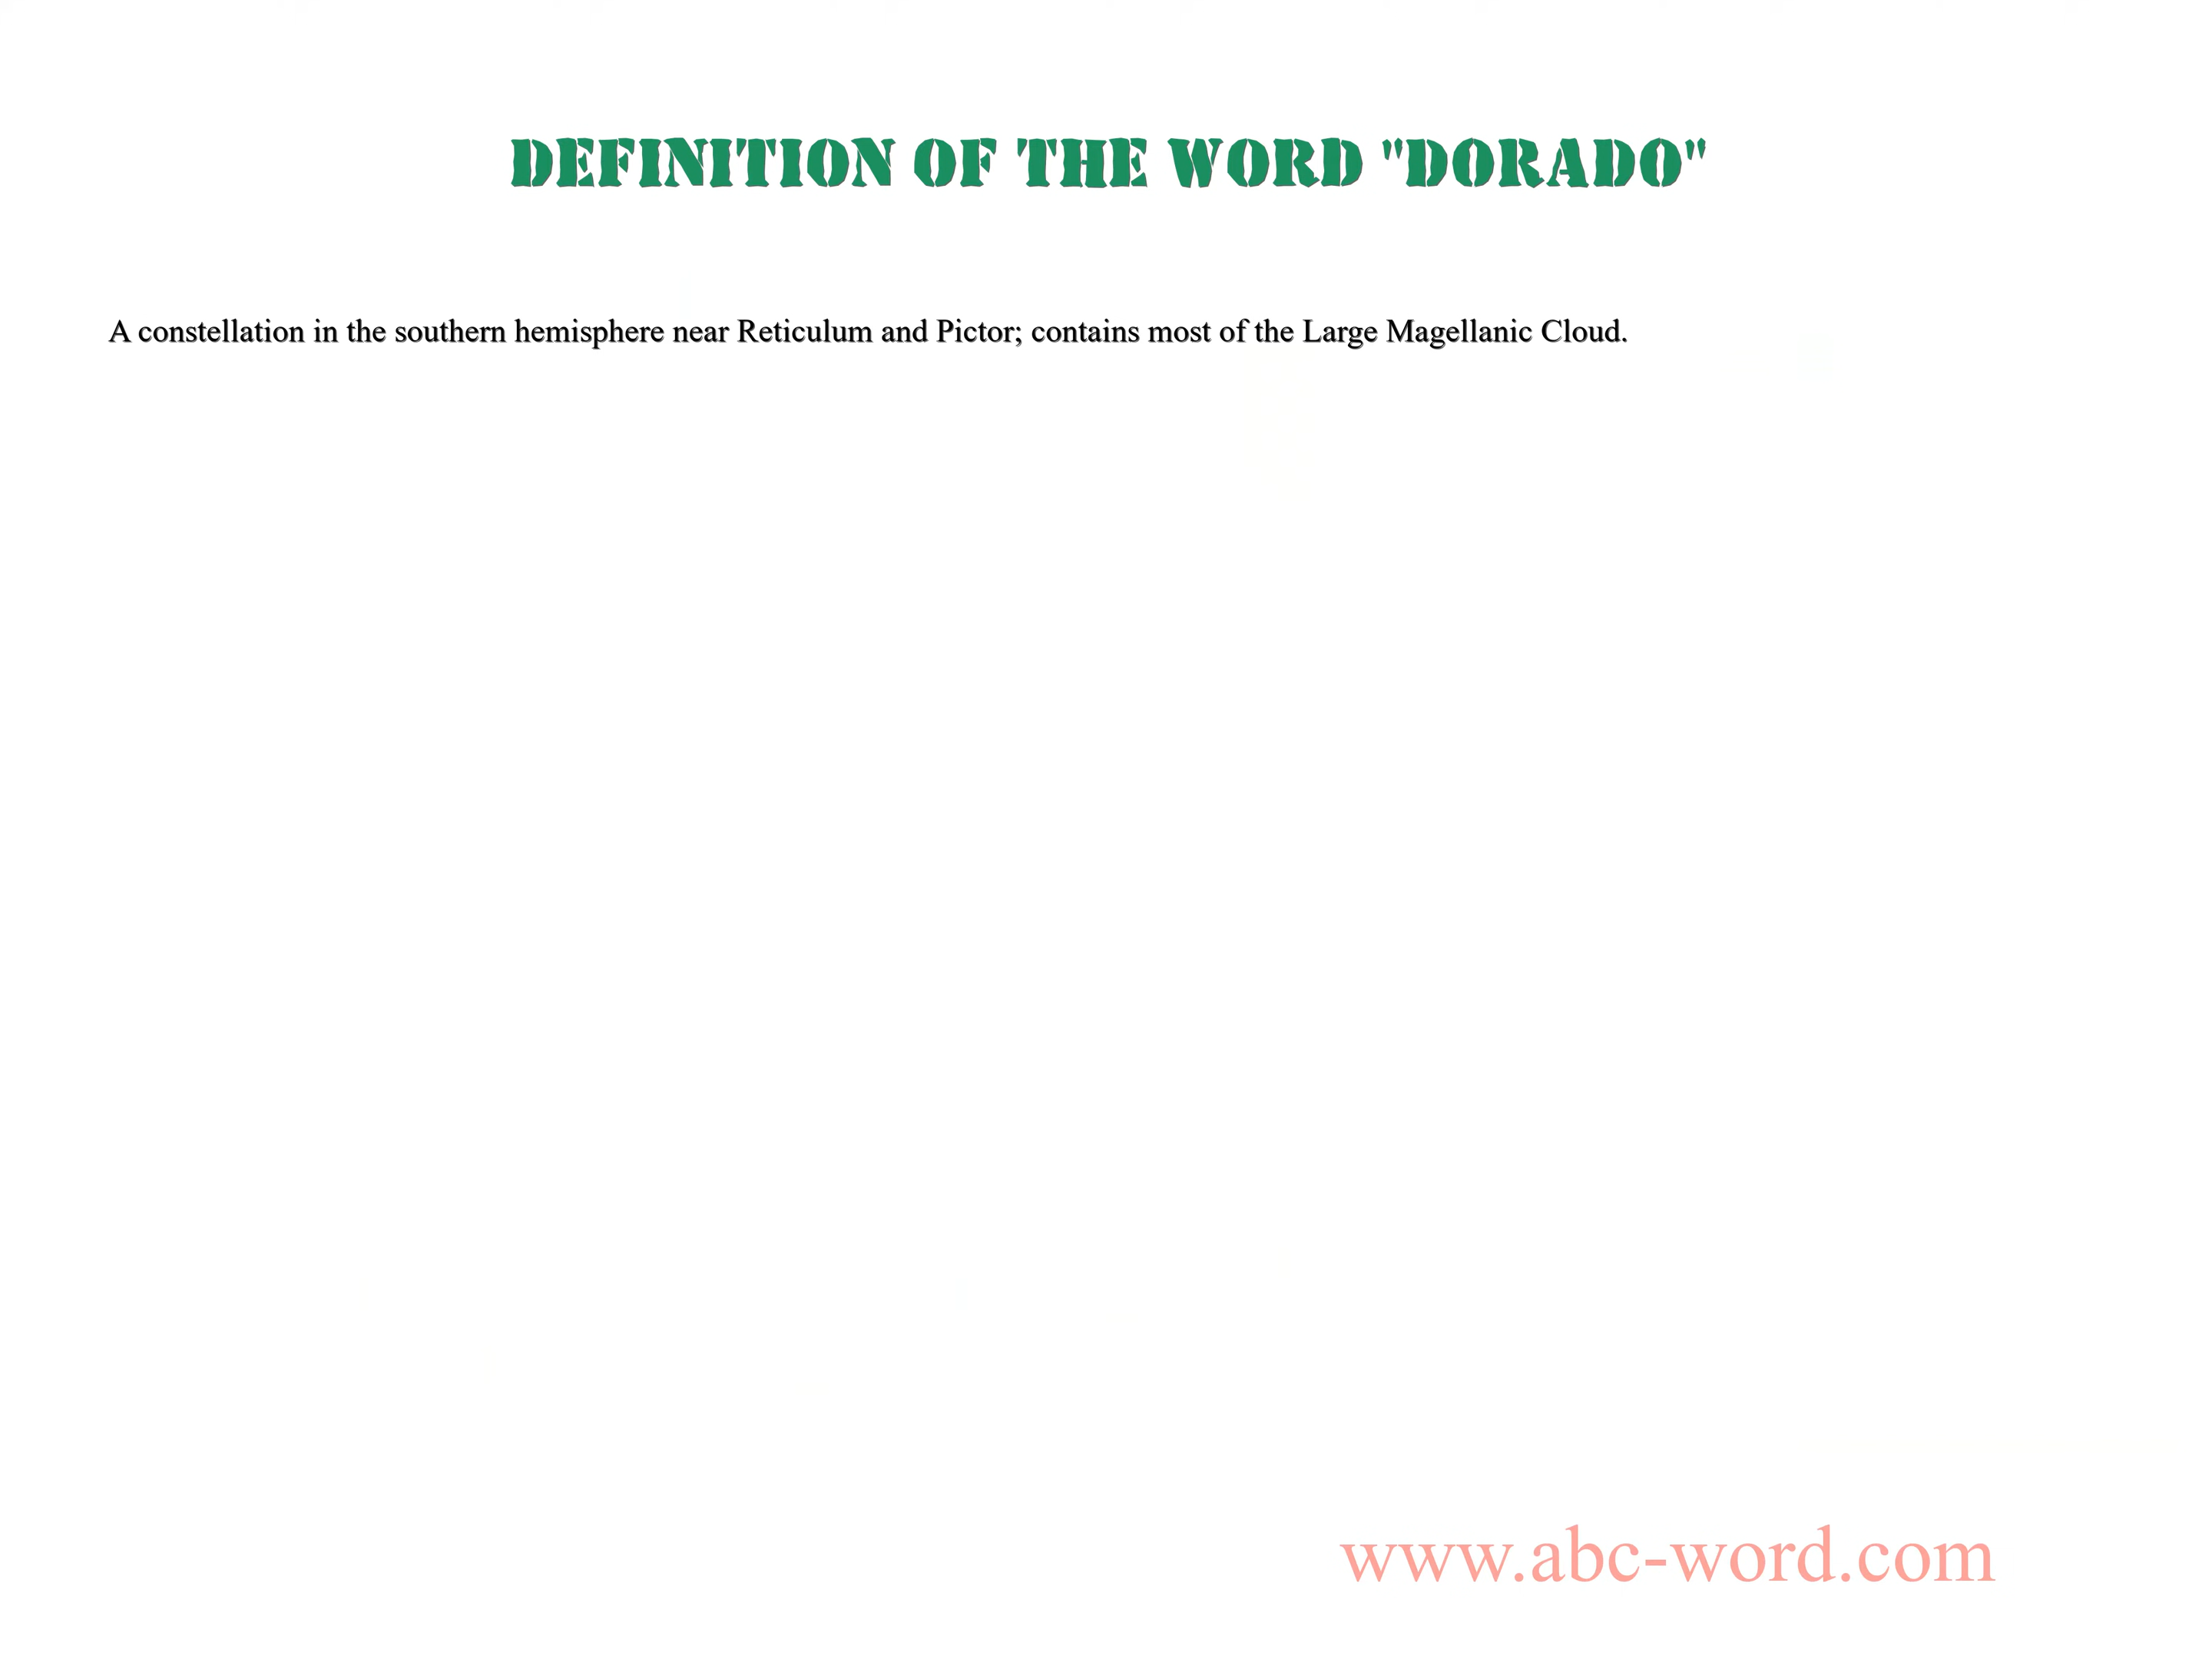 DEFINITION OF THE WORD "DORADO"
A constellation in the southern hemisphere near Reticulum and Pictor; contains most of the Large Magellanic Cloud.
www.abc-word.com